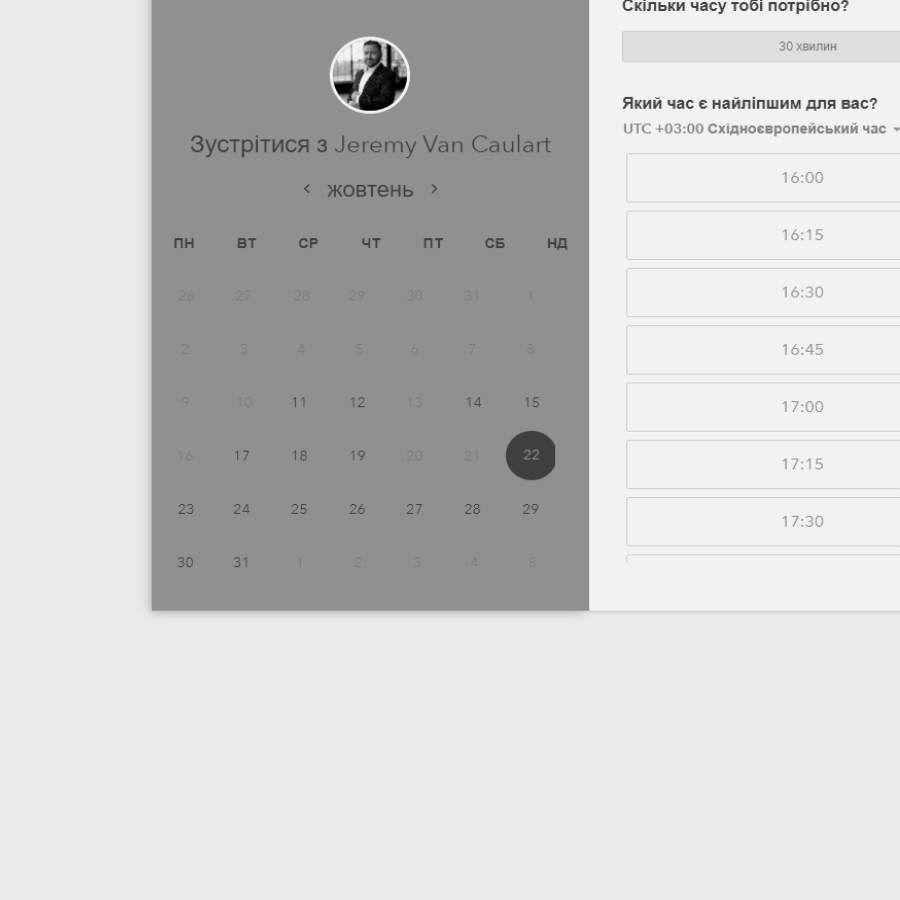 Зустрітися з Jeremy Van Caulart
жовтень
ПН ВТ СР ЧТ ПТ СБ НД
26 27 28 29 30 31 1
2 3 4 5 6 7 8
9 10 11 12 13 14 15
16 17 18 19 20 21 22
23 24 25 26 27 28 29
30 31 1 2 3 4 5
Скільки часу тобі потрібно?
30 хвилин
Який час є найліпшим для вас?
UTC +03:00 Східноєвропейський час
16:00
16:15
16:30
16:45
17:00
17:15
17:30